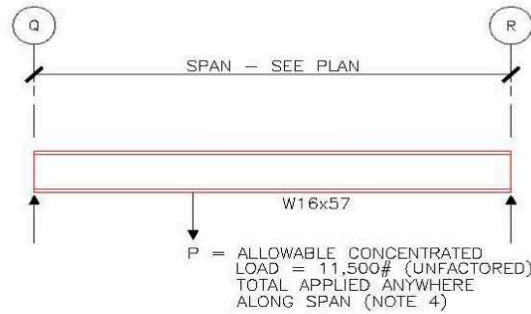 Q R
SPAN – SEE PLAN
W16x57
P = ALLOWABLE CONCENTRATED
LOAD = 11,500# (UNFACTORED)
TOTAL APPLIED ANYWHERE
ALONG SPAN (NOTE 4)